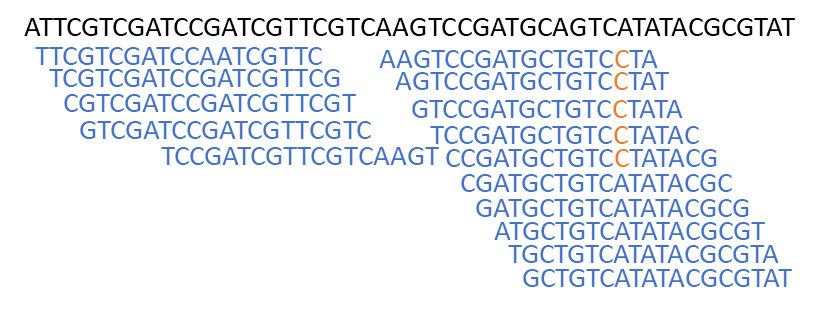 ATTCGTCGATCCGATCGTTCGTCAAGTCCGATGCAGTCATATACGCGTAT
TTCGTCGATCCAATCGTTC AAGTCCGATGCTGTCCTA
TCGTCGATCCGATCGTTCG AGTCCGATGCTGTCCTAT
CGTCGATCCGATCGTTCGT GTCCGATGCTGTCCTATA
GTCGATCCGATCGTTCGTC TCCGATGCTGTCCTATAC
TCCGATCGTTCGTCAAGT CCGATGCTGTCCTATACG
CGATGCTGTCATATACGC
GATGCTGTCATATACGCG
ATGCTGTCATATACGCGT
TGCTGTCATATACGCGTA
GCTGTCATATACGCGTAT